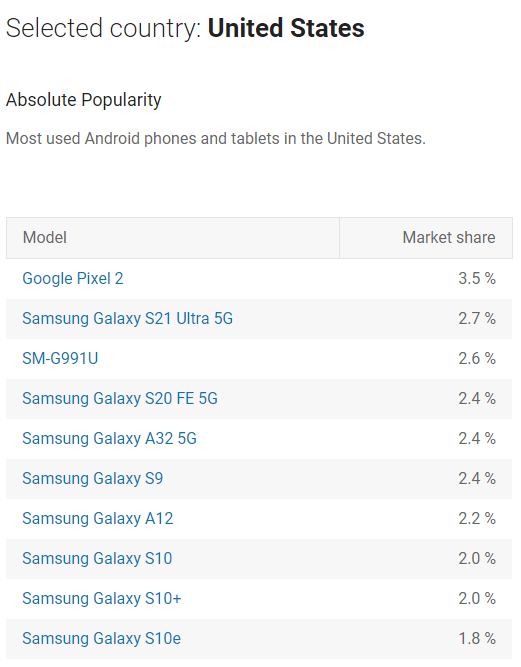 Selected country: United States
Absolute Popularity
Most used Android phones and tablets in the United States.
Model Market share
Google Pixel 2 3.5 %
Samsung Galaxy S21 Ultra 5G 2.7 %
SM-G991U 2.6 %
Samsung Galaxy S20 FE 5G 2.4 %
Samsung Galaxy A32 5G 2.4 %
Samsung Galaxy S9 2.4 %
Samsung Galaxy A12 2.2 %
Samsung Galaxy S10 2.0 %
Samsung Galaxy S10+ 2.0 %
Samsung Galaxy S10e 1.8 %